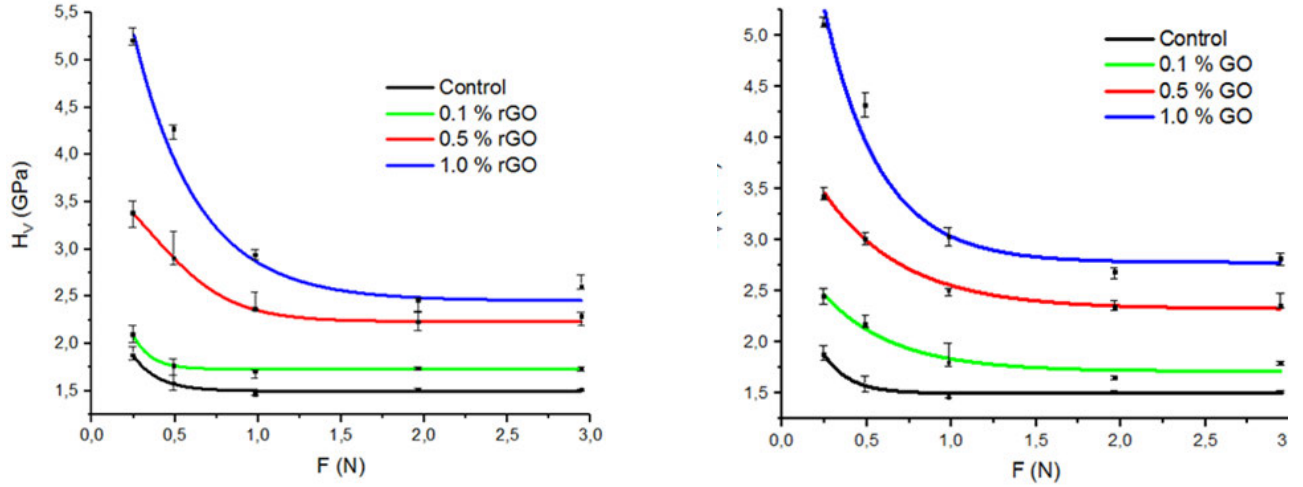 5,5
5,0
4,5
4,0
3,5
3,0
2,5
2,0
1,5
H_V (GPa)
Control
0.1 % rGO
0.5 % rGO
1.0 % rGO
0,0 0,5 1,0 1,5 2,0 2,5 3,0
F (N)
5,0
4,5
4,0
3,5
3,0
2,5
2,0
1,5
Control
0.1 % GO
0.5 % GO
1.0 % GO
0,0 0,5 1,0 1,5 2,0 2,5 3
F (N)